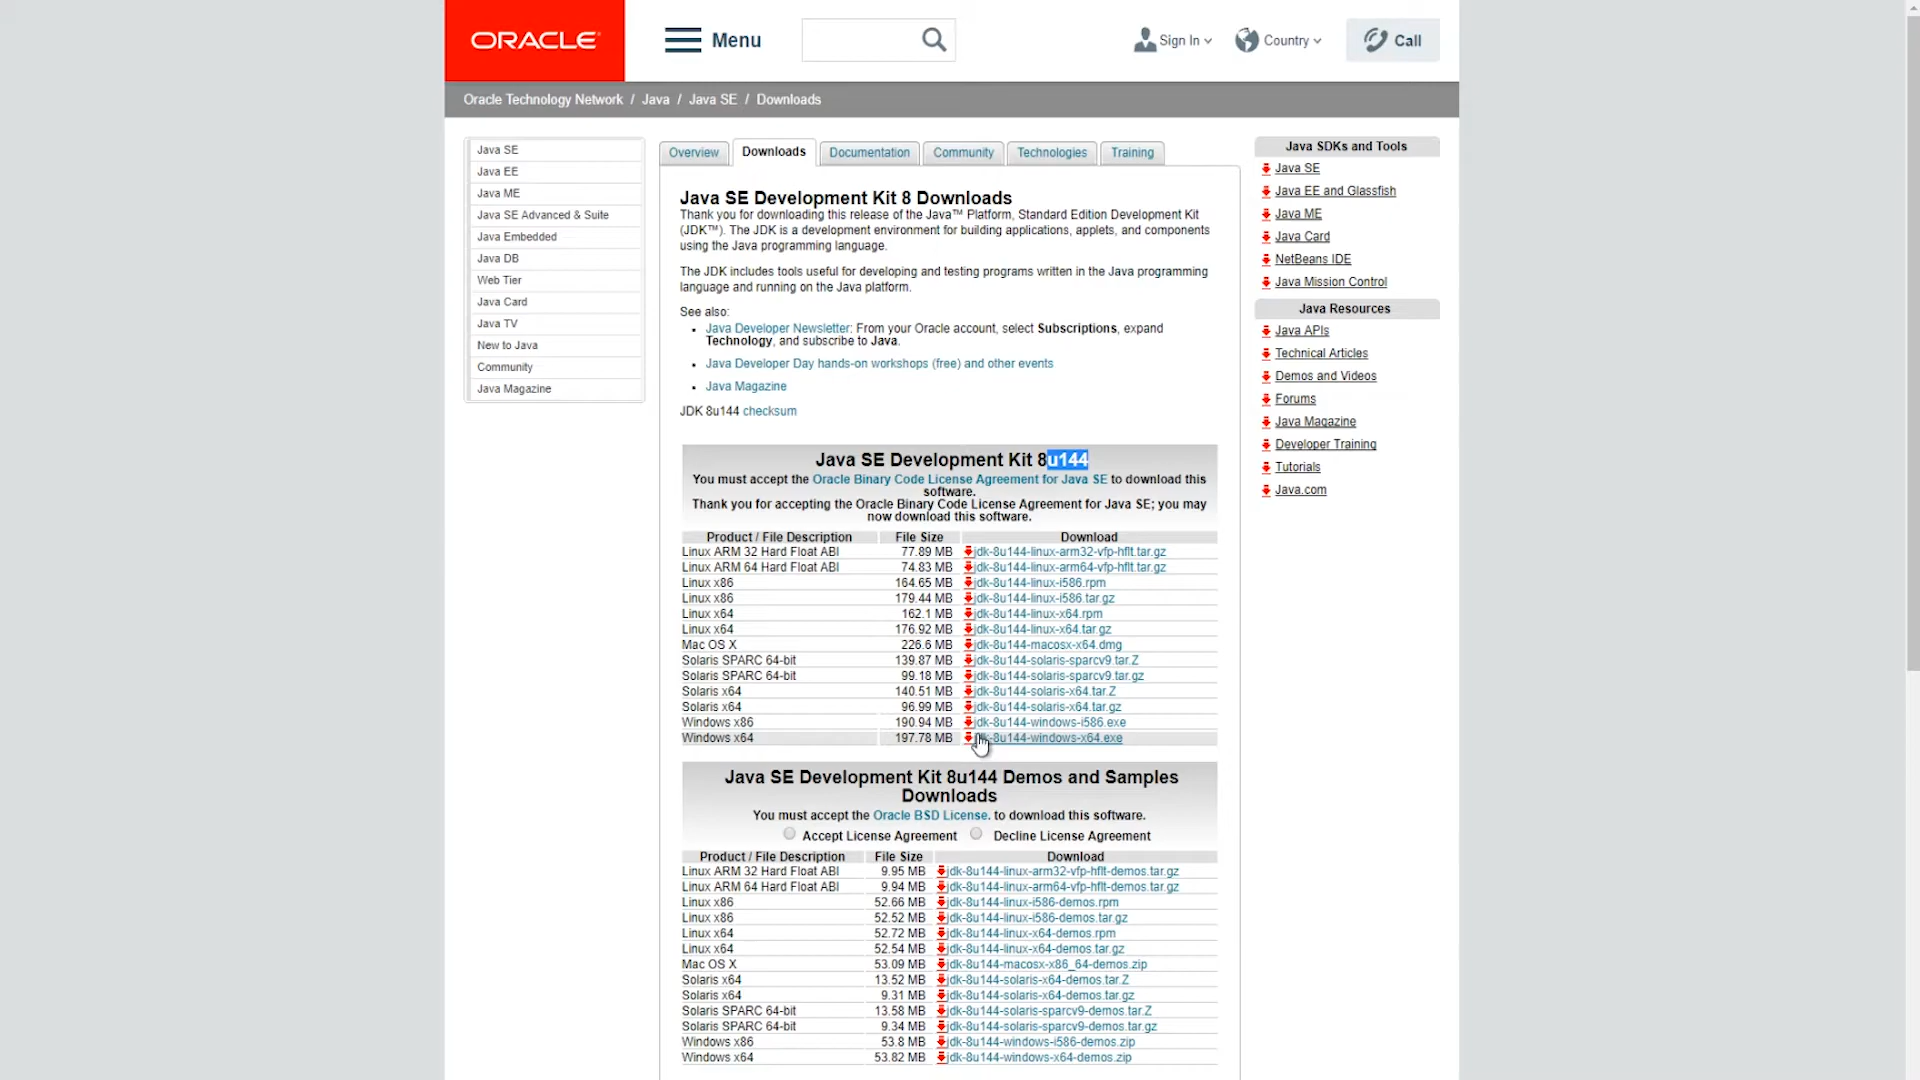 ORACLE
Menu
Sign In
Country
Call
Oracle Technology Network / Java / Java SE / Downloads
Java SE
Java EE
Java ME
Java SE Advanced & Suite
Java Embedded
Java DB
Web Tier
Java Card
Java TV
New to Java
Community
Java Magazine
Overview
Downloads
Documentation
Community
Technologies
Training
Java SE Development Kit 8 Downloads
Thank you for downloading this release of the Java™ Platform, Standard Edition Development Kit
(JDK™). The JDK is a development environment for building applications, applets, and components
using the Java programming language.
The JDK includes tools useful for developing and testing programs written in the Java programming
language and running on the Java platform.
See also:
Java Developer Newsletter: From your Oracle account, select Subscriptions, expand
Technology, and subscribe to Java.
Java Developer Day hands-on workshops (free) and other events
Java Magazine
JDK 8u144 checksum
Java SE Development Kit 8u144
You must accept the Oracle Binary Code License Agreement for Java SE to download this
software.
Thank you for accepting the Oracle Binary Code License Agreement for Java SE; you may
now download this software.
Product / File Description File Size Download
Linux ARM 32 Hard Float ABI 77.89 MB jdk-8u144-linux-arm32-vfp-hflt.tar.gz
Linux ARM 64 Hard Float ABI 74.83 MB jdk-8u144-linux-arm64-vfp-hflt.tar.gz
Linux x86 164.65 MB jdk-8u144-linux-i586.rpm
Linux x86 179.44 MB jdk-8u144-linux-i586.tar.gz
Linux x64 162.1 MB jdk-8u144-linux-x64.rpm
Linux x64 176.92 MB jdk-8u144-linux-x64.tar.gz
Mac OS X 226.6 MB jdk-8u144-macosx-x64.dmg
Solaris SPARC 64-bit 139.87 MB jdk-8u144-solaris-sparcv9.tar.Z
Solaris SPARC 64-bit 99.18 MB jdk-8u144-solaris-sparcv9.tar.gz
Solaris x64 140.51 MB jdk-8u144-solaris-x64.tar.Z
Solaris x64 96.99 MB jdk-8u144-solaris-x64.tar.gz
Windows x86 190.94 MB jdk-8u144-windows-i586.exe
Windows x64 197.78 MB jdk-8u144-windows-x64.exe
Java SE Development Kit 8u144 Demos and Samples
Downloads
You must accept the Oracle BSD License. to download this software.
Accept License Agreement Decline License Agreement
Product / File Description File Size Download
Linux ARM 32 Hard Float ABI 9.95 MB jdk-8u144-linux-arm32-vfp-hflt-demos.tar.gz
Linux ARM 64 Hard Float ABI 9.94 MB jdk-8u144-linux-arm64-vfp-hflt-demos.tar.gz
Linux x86 52.66 MB jdk-8u144-linux-i586-demos.rpm
Linux x86 52.52 MB jdk-8u144-linux-i586-demos.tar.gz
Linux x64 52.72 MB jdk-8u144-linux-x64-demos.rpm
Linux x64 52.54 MB jdk-8u144-linux-x64-demos.tar.gz
Mac OS X 53.09 MB jdk-8u144-macosx-x86_64-demos.zip
Solaris x64 13.52 MB jdk-8u144-solaris-x64-demos.tar.Z
Solaris x64 9.31 MB jdk-8u144-solaris-x64-demos.tar.gz
Solaris SPARC 64-bit 13.58 MB jdk-8u144-solaris-sparcv9-demos.tar.Z
Solaris SPARC 64-bit 9.34 MB jdk-8u144-solaris-sparcv9-demos.tar.gz
Windows x86 53.8 MB jdk-8u144-windows-i586-demos.zip
Windows x64 53.82 MB jdk-8u144-windows-x64-demos.zip
Java SDKs and Tools
Java SE
Java EE and Glassfish
Java ME
Java Card
NetBeans IDE
Java Mission Control
Java Resources
Java APIs
Technical Articles
Demos and Videos
Forums
Java Magazine
Developer Training
Tutorials
Java.com